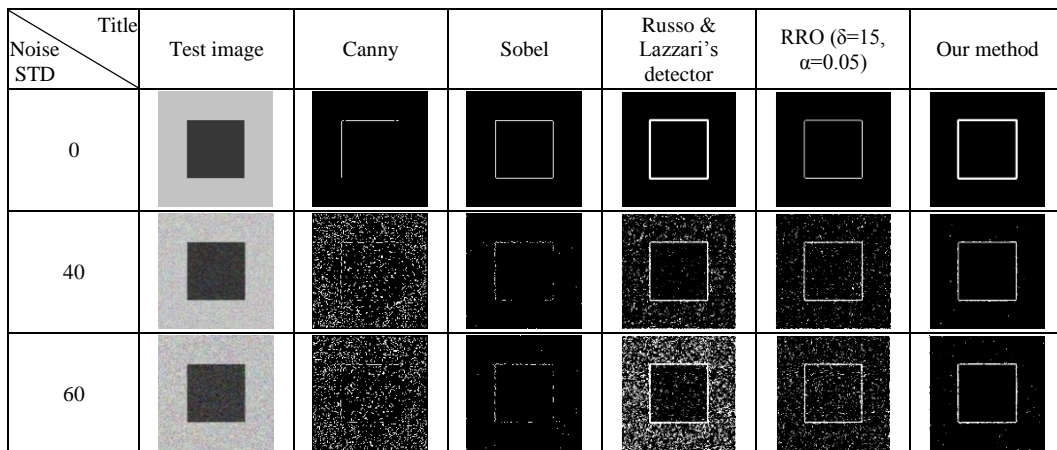 Title
Noise
STD
Test image
Canny
Sobel
Russo &
Lazzari's
detector
RRO (δ=15,
α=0.05)
Our method
0
40
60